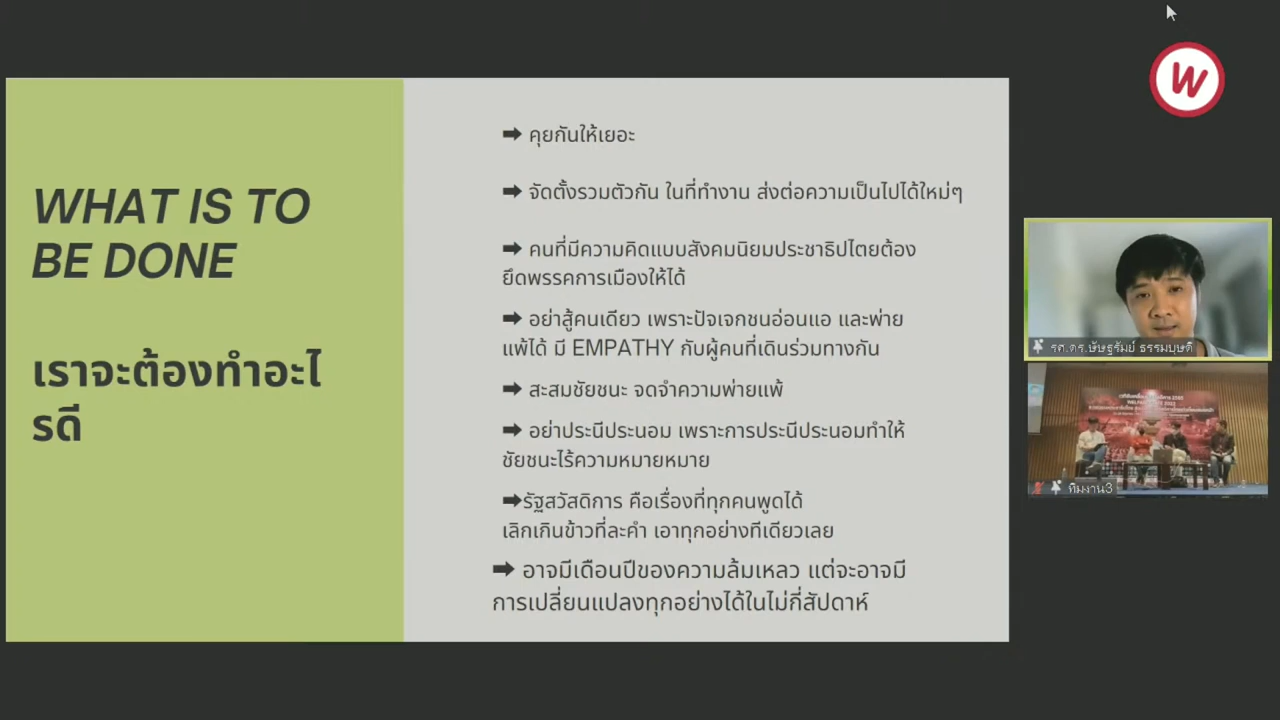 WHAT IS TO
BE DONE
เราจะต้องทำอะไ
รดี
➡ คุยกันให้เยอะ
➡ จัดตั้งรวมตัวกัน ในที่ทำงาน ส่งต่อความเป็นไปได้ใหม่ๆ
➡ คนที่มีความคิดแบบสังคมนิยมประชาธิปไตยต้อง
ยึดพรรคการเมืองให้ได้
➡ อย่าสู้คนเดียว เพราะปัจเจกชนอ่อนแอ และพ่าย
แพ้ได้ มี EMPATHY กับผู้คนที่เดินร่วมทางกัน
➡ สะสมชัยชนะ จดจำความพ่ายแพ้
➡ อย่าประนีประนอม เพราะการประนีประนอมทำให้
ชัยชนะไร้ความหมายหมาย
➡รัฐสวัสดิการ คือเรื่องที่ทุกคนพูดได้
เลิกเกินข้าวที่ละคำ เอาทุกอย่างทีเดียวเลย
➡ อาจมีเดือนปีของความล้มเหลว แต่จะอาจมี
การเปลี่ยนแปลงทุกอย่างได้ในไม่กี่สัปดาห์
W
รศ.ดร.ษัษฐรัมย์ ธรรมบุษดี
ทีมงาน3